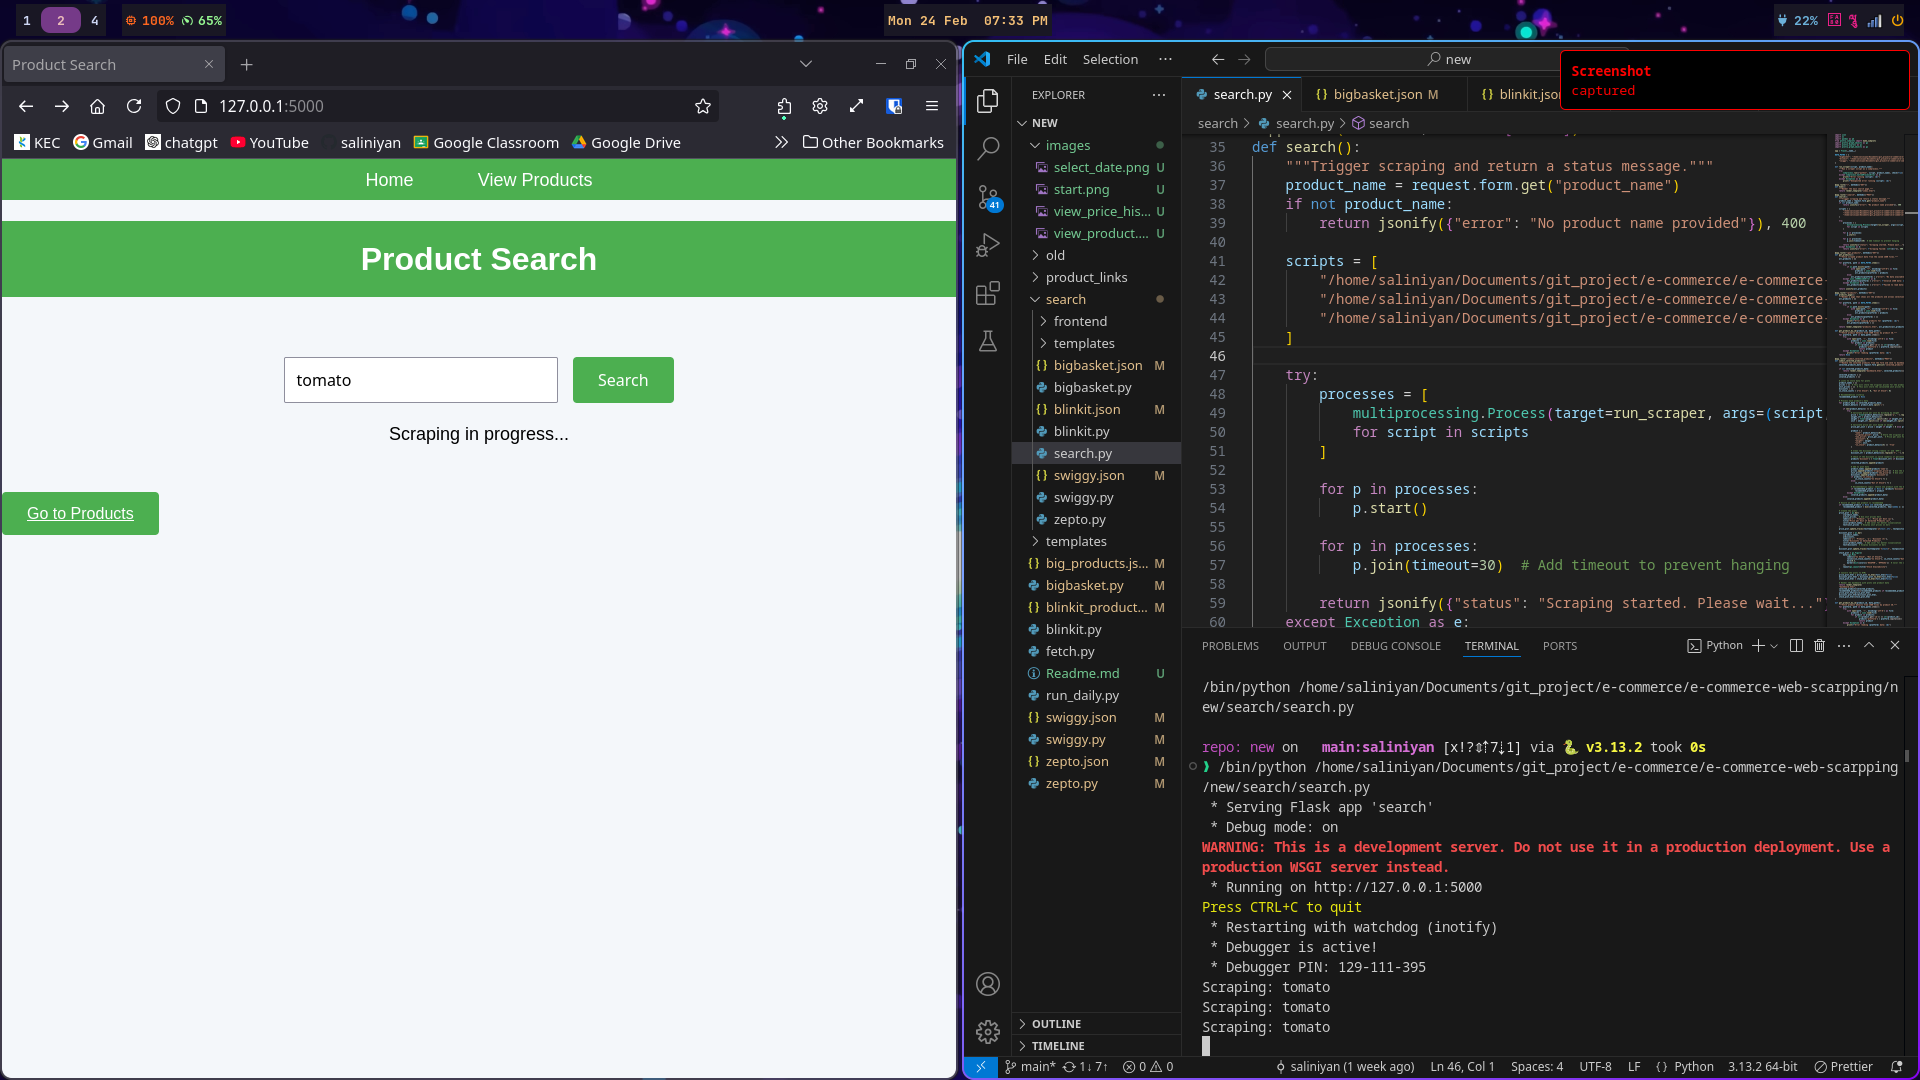 1 2 4 100% 65%
Mon 24 Feb 07:33 PM
22%
Product Search
127.0.0.1:5000
KEC Gmail chatgpt YouTube saliniyan Google Classroom Google Drive Other Bookmarks
Home View Products
Product Search
tomato Search
Scraping in progress...
Go to Products
File Edit Selection ··· new
Screenshot
captured
EXPLORER
NEW
images
select_date.png U
start.png U
view_price_his... U
view_product.... U
old
product_links
search
frontend
templates
bigbasket.json M
bigbasket.py
blinkit.json M
blinkit.py
search.py
swiggy.json M
swiggy.py
zepto.py
templates
big_products.js... M
bigbasket.py M
blinkit_product... M
blinkit.py
fetch.py
Readme.md U
run_daily.py
swiggy.json M
swiggy.py M
zepto.json M
zepto.py M
OUTLINE
TIMELINE
41
search.py bigbasket.json M
search > search.py > search
35 def search():
36 """Trigger scraping and return a status message."""
37 product_name = request.form.get("product_name")
38 if not product_name:
39 return jsonify({"error": "No product name provided"}), 400
40
41 scripts = [
42 "/home/saliniyan/Documents/git_project/e-commerce/e-commerce-
43 "/home/saliniyan/Documents/git_project/e-commerce/e-commerce-
44 "/home/saliniyan/Documents/git_project/e-commerce/e-commerce-
45 ]
46
47 try:
48 processes = [
49 multiprocessing.Process(target=run_scraper, args=(script,
50 for script in scripts
51 ]
52
53 for p in processes:
54 p.start()
55
56 for p in processes:
57 p.join(timeout=30) # Add timeout to prevent hanging
58
59 return jsonify({"status": "Scraping started. Please wait..."}
60 except Exception as e:
PROBLEMS OUTPUT DEBUG CONSOLE TERMINAL PORTS Python
/bin/python /home/saliniyan/Documents/git_project/e-commerce/e-commerce-web-scarpping/n
ew/search/search.py
repo: new on main:saliniyan [x!?⇕⇡7⇣1] via 🐍 v3.13.2 took 0s
❱ /bin/python /home/saliniyan/Documents/git_project/e-commerce/e-commerce-web-scarpping
/new/search/search.py
* Serving Flask app 'search'
* Debug mode: on
WARNING: This is a development server. Do not use it in a production deployment. Use a
production WSGI server instead.
* Running on http://127.0.0.1:5000
Press CTRL+C to quit
* Restarting with watchdog (inotify)
* Debugger is active!
* Debugger PIN: 129-111-395
Scraping: tomato
Scraping: tomato
Scraping: tomato
main* 1↓ 7↑ 0 0 saliniyan (1 week ago) Ln 46, Col 1 Spaces: 4 UTF-8 LF {} Python 3.13.2 64-bit Prettier